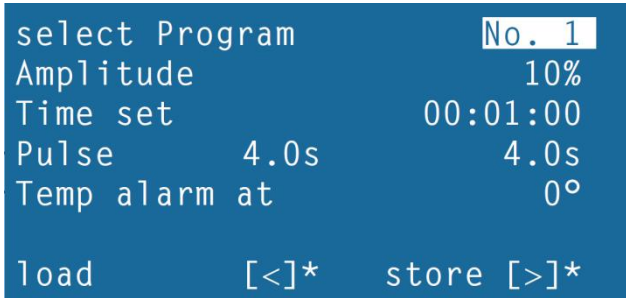 select Program No. 1
Amplitude 10%
Time set 00:01:00
Pulse 4.0s 4.0s
Temp alarm at 0°
load [<]* store [>]*